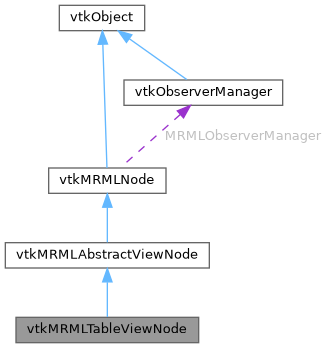 vtkObject
vtkObserverManager
MRMLObserverManager
vtkMRMLNode
vtkMRMLAbstractViewNode
vtkMRMLTableViewNode